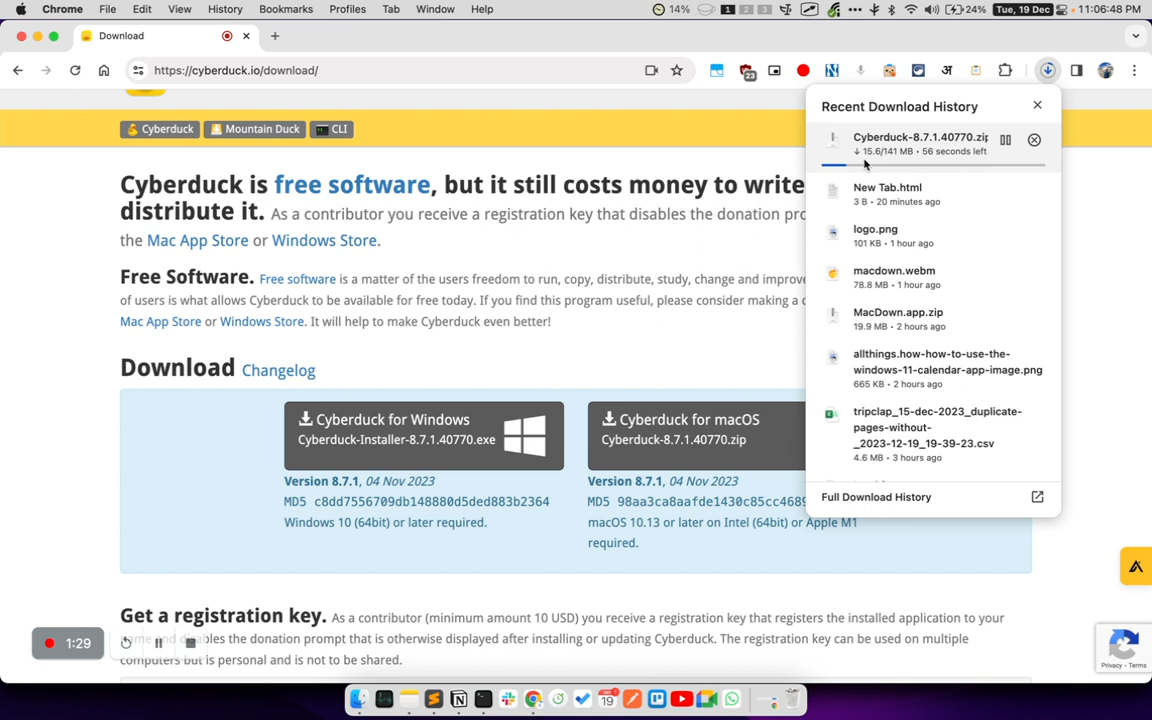 Chrome File Edit View History Bookmarks Profiles Tab Window Help 14% 1 2 3 24% Tue, 19 Dec 11:06:48 PM
Download
https://cyberduck.io/download/
23
अ
Cyberduck Mountain Duck CLI
Cyberduck is free software, but it still costs money to write
distribute it. As a contributor you receive a registration key that disables the donation
the Mac App Store or Windows Store.
Free Software. Free software is a matter of the users freedom to run, copy, distribute, study, change and
of users is what allows Cyberduck to be available for free today. If you find this program useful, please consider making a
Mac App Store or Windows Store. It will help to make Cyberduck even better!
Download Changelog
Cyberduck for Windows
Cyberduck-Installer-8.7.1.40770.exe
Version 8.7.1, 04 Nov 2023
MD5 c8dd7556709db148880d5ded883b2364
Windows 10 (64bit) or later required.
Cyberduck for macOS
Cyberduck-8.7.1.40770.zip
Version 8.7.1, 04 Nov 2023
MD5 98aa3ca8aafde1430c85cc4689
macOS 10.13 or later on Intel (64bit) or Apple M1
required.
Get a registration key. As a contributor (minimum amount 10 USD) you receive a registration key that registers the installed application to your
name and disables the donation prompt that is otherwise displayed after installing or updating Cyberduck. The registration key can be used on multiple
computers but is personal and is not to be shared.
Recent Download History
Cyberduck-8.7.1.40770.zip
↓ 15.6/141 MB • 56 seconds left
New Tab.html
3 B • 20 minutes ago
logo.png
101 KB • 1 hour ago
macdown.webm
78.8 MB • 1 hour ago
MacDown.app.zip
19.9 MB • 2 hours ago
allthings.how-how-to-use-the-
windows-11-calendar-app-image.png
665 KB • 2 hours ago
tripclap_15-dec-2023_duplicate-
pages-without-
_2023-12-19_19-39-23.csv
4.6 MB • 3 hours ago
Full Download History
1:29
Privacy - Terms
19